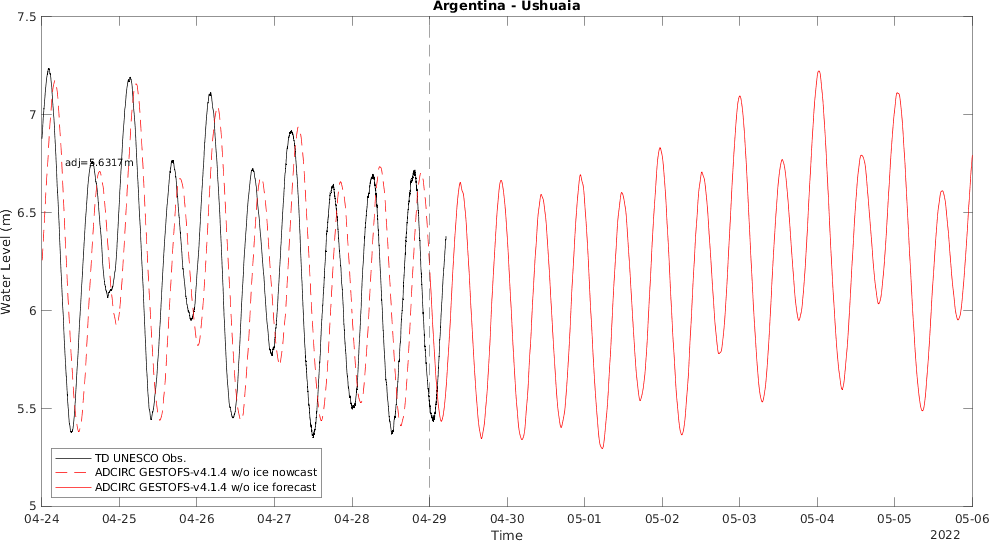 Argentina - Ushuaia
7.5
7
6.5
6
5.5
5
Water Level (m)
adj=5.6317m
TD UNESCO Obs.
ADCIRC GESTOFS-v4.1.4 w/o ice nowcast
ADCIRC GESTOFS-v4.1.4 w/o ice forecast
04-24 04-25 04-26 04-27 04-28 04-29 04-30 05-01 05-02 05-03 05-04 05-05 05-06
Time
2022